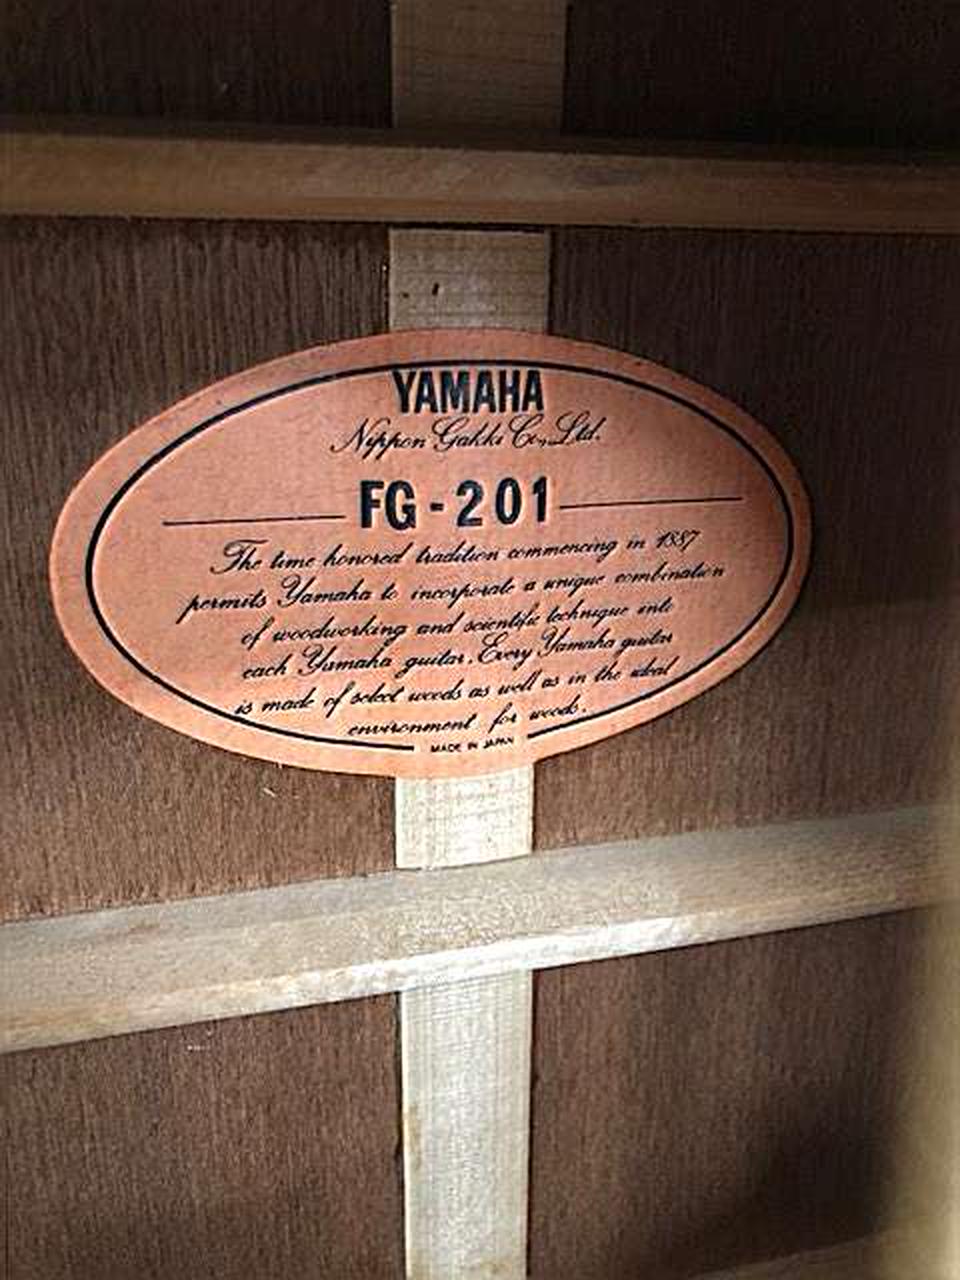 YAMAHA
Nippon Gakki Co., Ltd.
FG-201
The time honored tradition commencing in 1887
permits Yamaha to incorporate a unique combination
of woodworking and scientific technique into
each Yamaha guitar. Every Yamaha guitar
is made of select woods as well as in the ideal
environment for woods.
MADE IN JAPAN